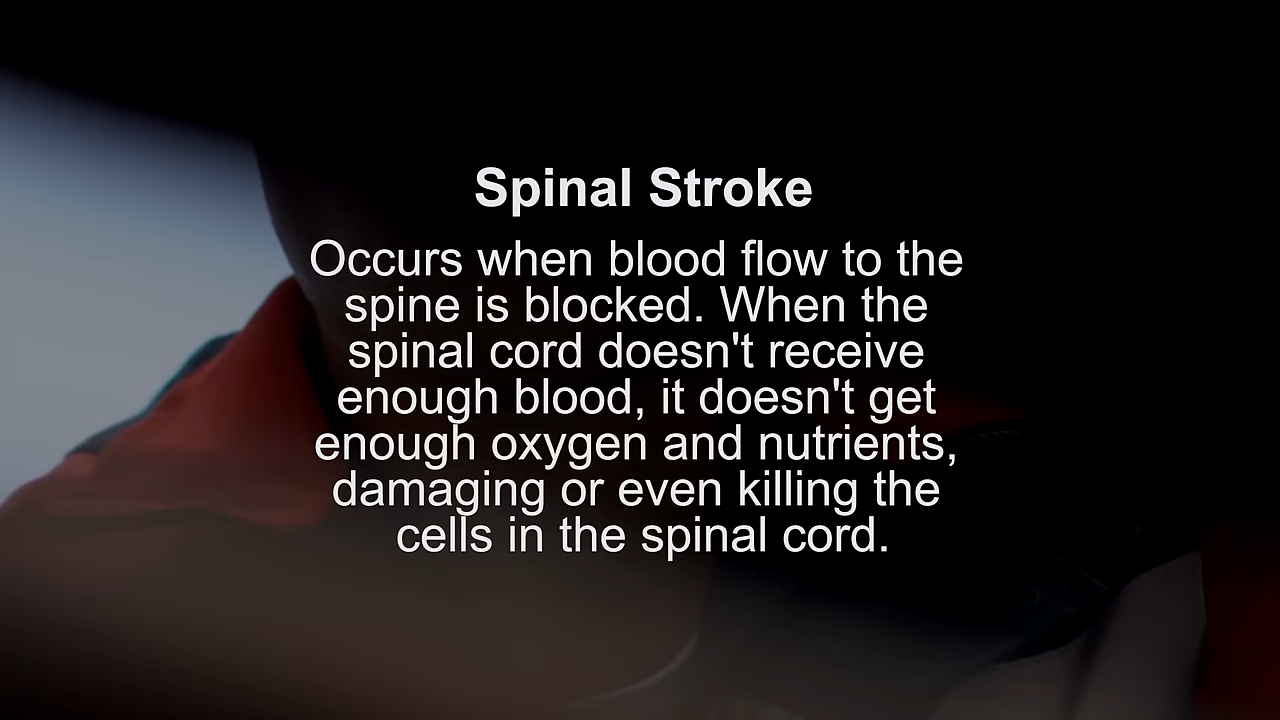 Spinal Stroke
Occurs when blood flow to the
spine is blocked. When the
spinal cord doesn't receive
enough blood, it doesn't get
enough oxygen and nutrients,
damaging or even killing the
cells in the spinal cord.